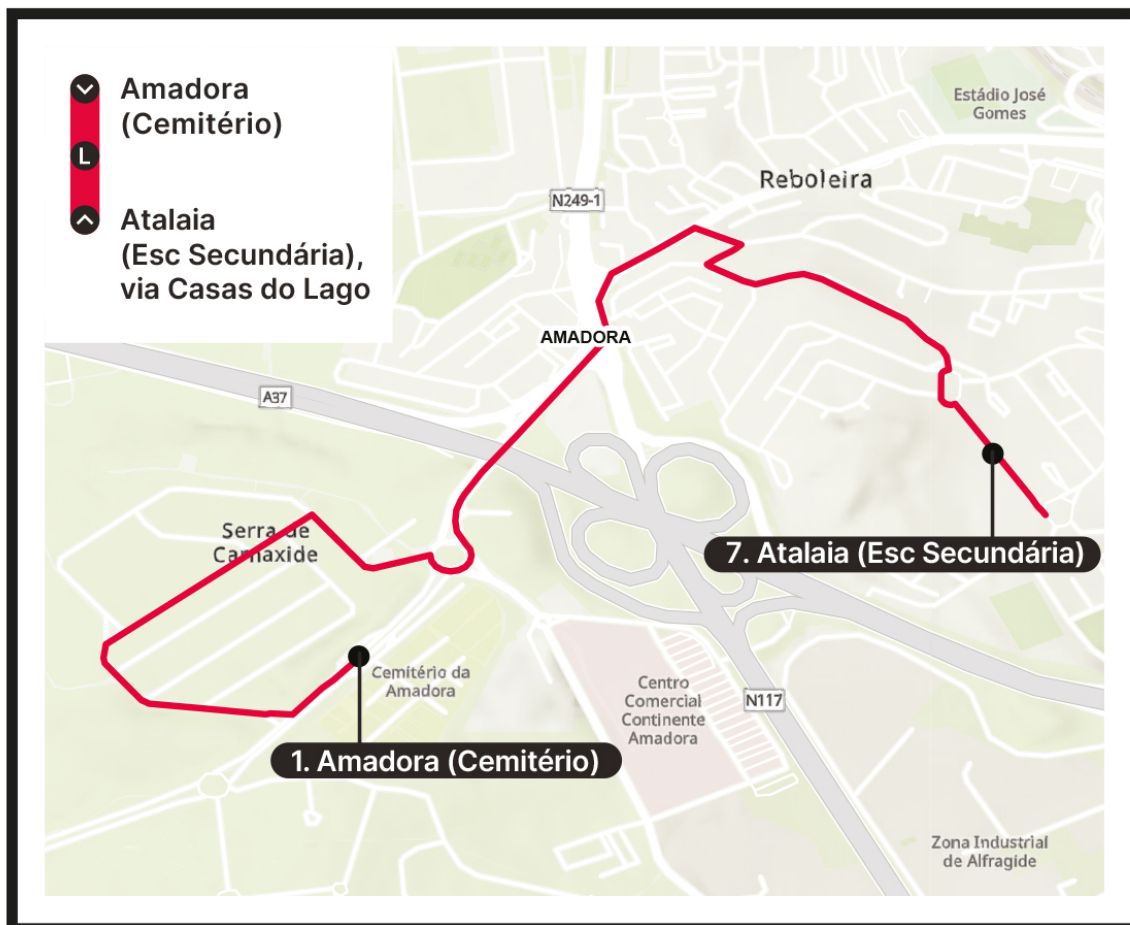 Amadora
(Cemitério)
L
Atalaia
(Esc Secundária),
via Casas do Lago
Estádio José
Gomes
Reboleira
N249-1
AMADORA
A37
Serra de
Carnaxide
7. Atalaia (Esc Secundária)
Cemitério da
Amadora
Centro
Comercial
Continente
Amadora
N117
1. Amadora (Cemitério)
Zona Industrial
de Alfragide